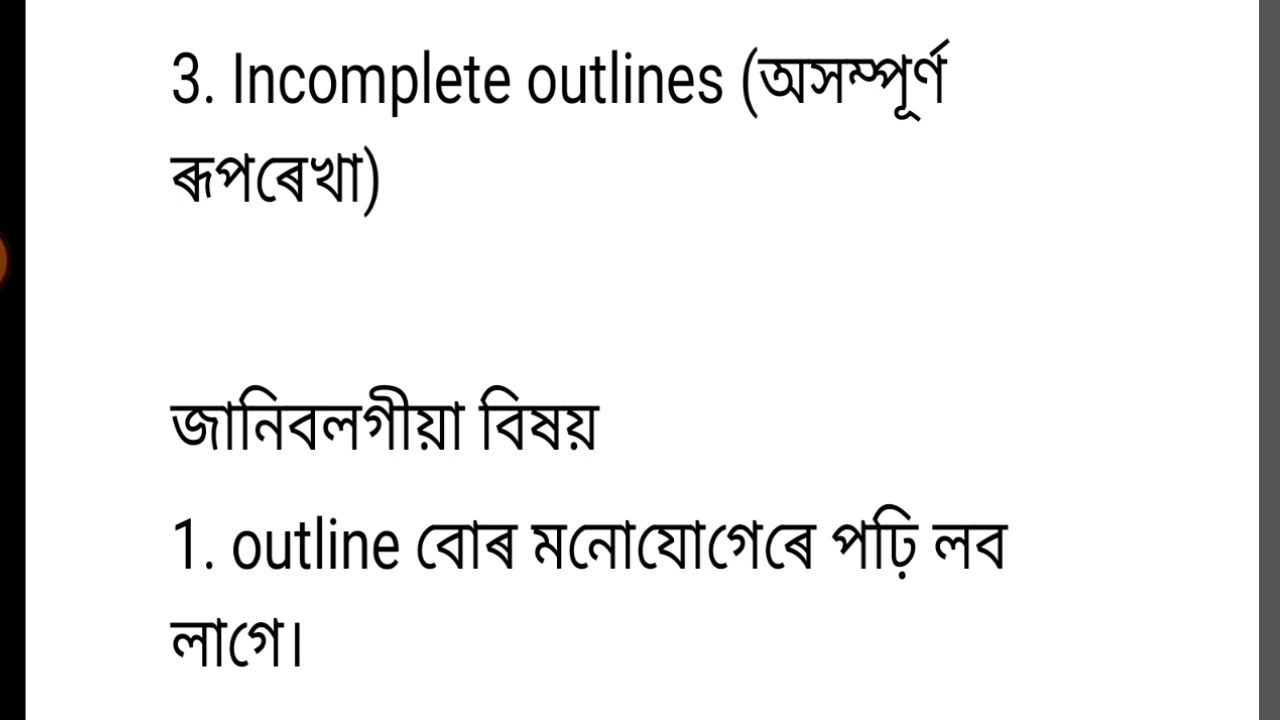 3. Incomplete outlines (অসম্পূৰ্ণ
ৰূপৰেখা)
জানিবলগীয়া বিষয়
1. outline বোৰ মনোযোগেৰে পঢ়ি লব
লাগে।